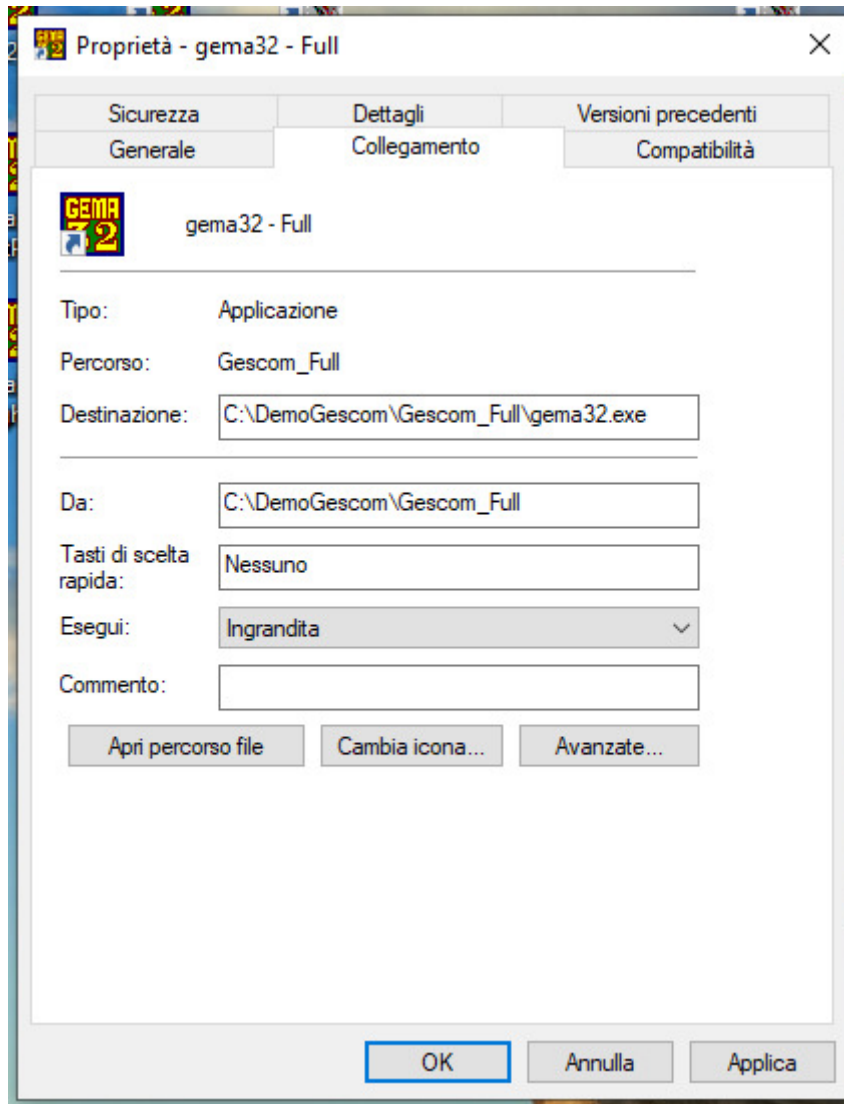 Proprietà - gema32 - Full
Sicurezza Dettagli Versioni precedenti
Generale Collegamento Compatibilità
GEMA 32
gema32 - Full
Tipo: Applicazione
Percorso: Gescom_Full
Destinazione: C:\DemoGescom\Gescom_Full\gema32.exe
Da: C:\DemoGescom\Gescom_Full
Tasti di scelta
rapida: Nessuno
Esegui: Ingrandita
Commento:
Apri percorso file Cambia icona... Avanzate...
OK Annulla Applica